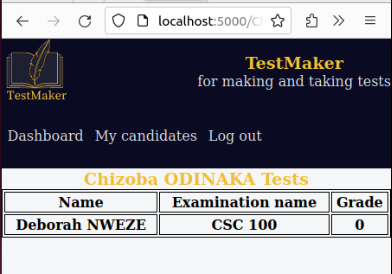 localhost:5000/C
TestMaker
for making and taking tests
TestMaker
Dashboard My candidates Log out
Chizoba ODINAKA Tests
Name Examination name Grade
Deborah NWEZE CSC 100 0